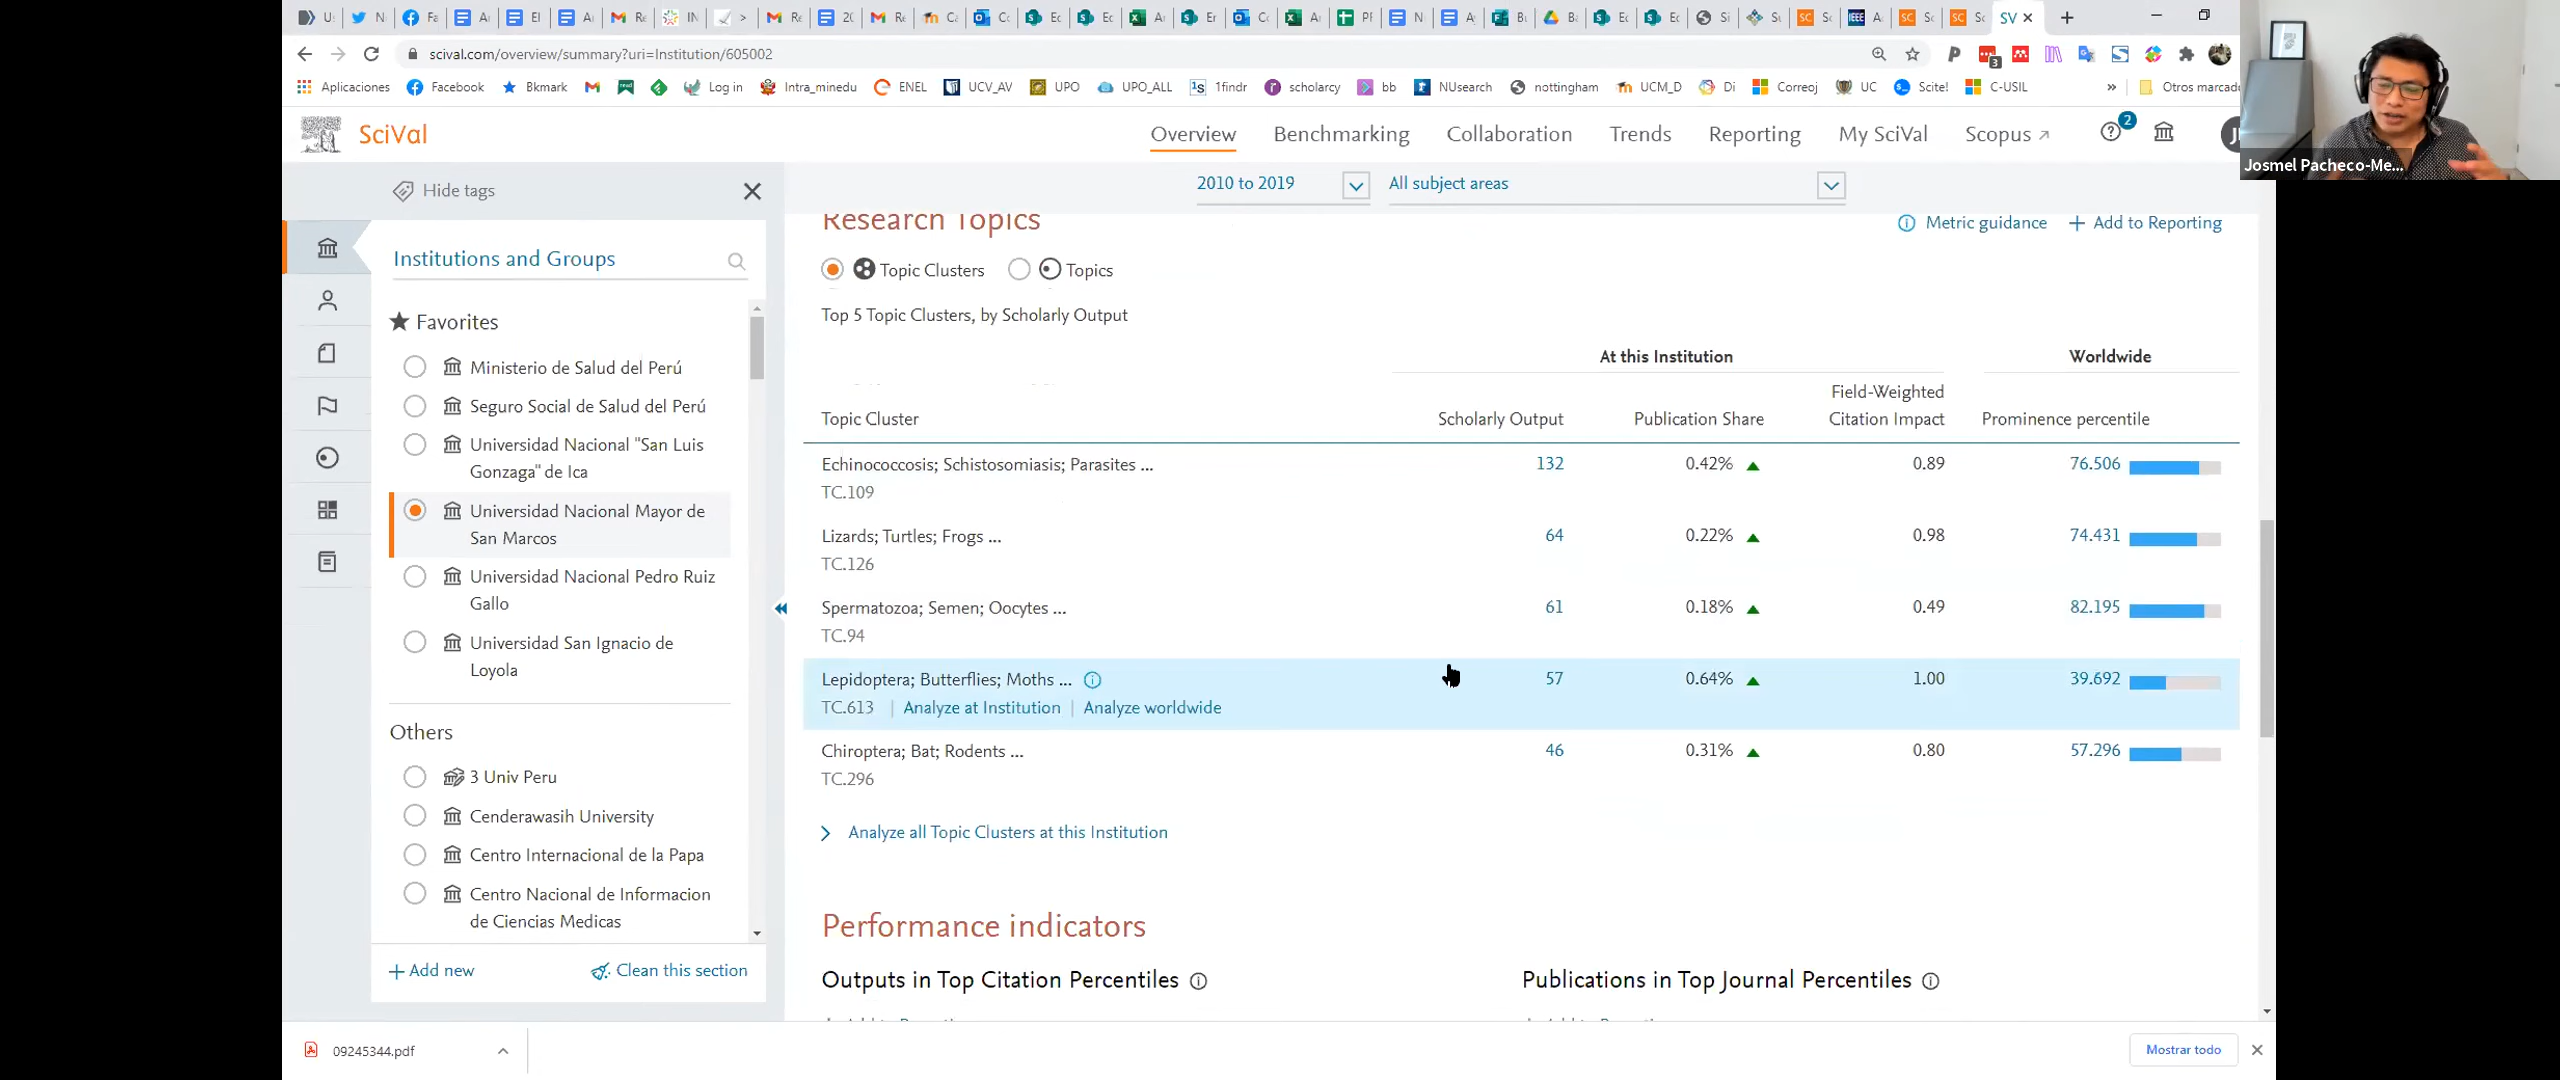 scival.com/overview/summary?uri=Institution/605002
3
Aplicaciones
Facebook
Bkmark
Log in
Intra_minedu
ENEL
UCV_AV
UPO
UPO_ALL
1findr
scholarcy
bb
NUsearch
nottingham
UCM_D
Di
Correoj
UC
Scite!
C-USIL
»
SciVal
Overview
Benchmarking
Collaboration
Trends
Reporting
My SciVal
Scopus
2
Josmel Pacheco-Me...
Hide tags
2010 to 2019
All subject areas
Institutions and Groups
Favorites
Ministerio de Salud del Perú
Seguro Social de Salud del Perú
Universidad Nacional "San Luis
Gonzaga" de Ica
Universidad Nacional Mayor de
San Marcos
Universidad Nacional Pedro Ruiz
Gallo
Universidad San Ignacio de
Loyola
Others
3 Univ Peru
Cenderawasih University
Centro Internacional de la Papa
Centro Nacional de Informacion
de Ciencias Medicas
+ Add new
Clean this section
Research Topics
Metric guidance
+ Add to Reporting
Topic Clusters
Topics
Top 5 Topic Clusters, by Scholarly Output
At this Institution
Worldwide
Topic Cluster
Scholarly Output
Publication Share
Field-Weighted
Citation Impact
Prominence percentile
Echinococcosis; Schistosomiasis; Parasites ...
TC.109
132
0.42%
0.89
76.506
Lizards; Turtles; Frogs ...
TC.126
64
0.22%
0.98
74.431
Spermatozoa; Semen; Oocytes ...
TC.94
61
0.18%
0.49
82.195
Lepidoptera; Butterflies; Moths ...
TC.613 | Analyze at Institution | Analyze worldwide
57
0.64%
1.00
39.692
Chiroptera; Bat; Rodents ...
TC.296
46
0.31%
0.80
57.296
Analyze all Topic Clusters at this Institution
Performance indicators
Outputs in Top Citation Percentiles
Publications in Top Journal Percentiles
09245344.pdf
Mostrar todo